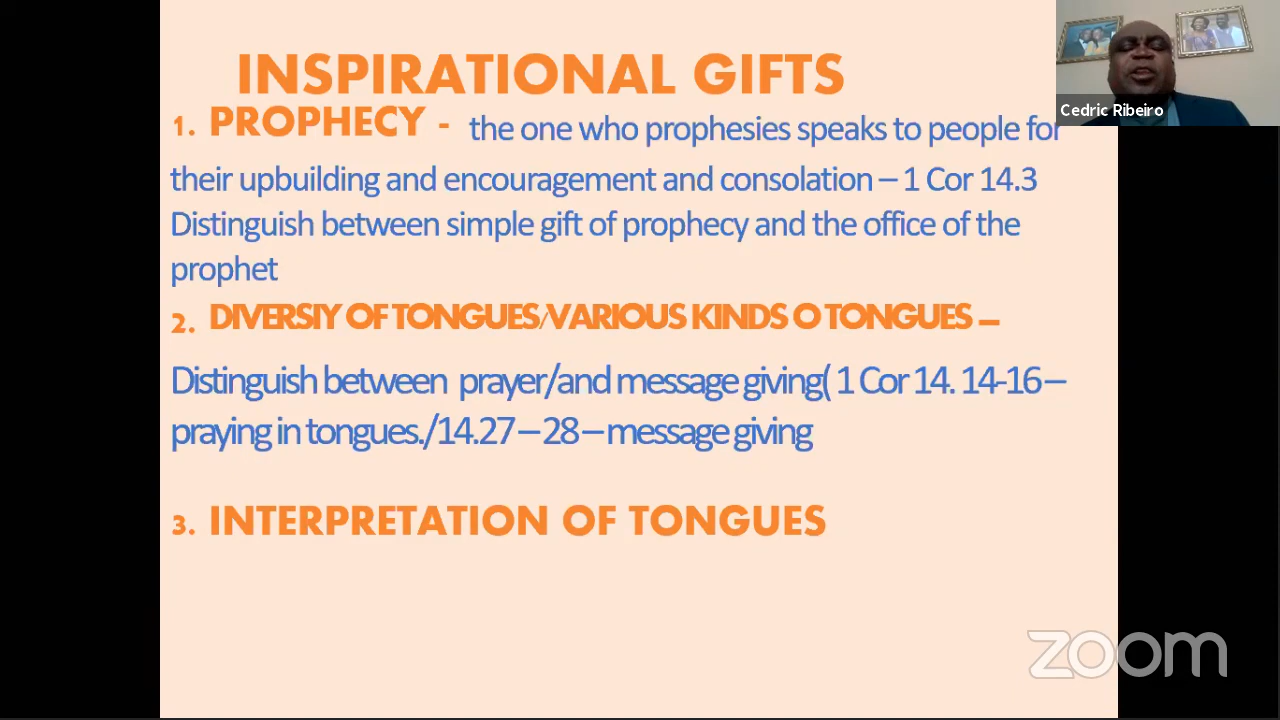 INSPIRATIONAL GIFTS
1. PROPHECY - the one who prophesies speaks to people for
their upbuilding and encouragement and consolation – 1 Cor 14.3
Distinguish between simple gift of prophecy and the office of the
prophet
2. DIVERSIY OF TONGUES/VARIOUS KINDS O TONGUES –
Distinguish between prayer/and message giving( 1 Cor 14. 14-16 –
praying in tongues./14.27 – 28 – message giving
3. INTERPRETATION OF TONGUES
Cedric Ribeiro
zoom